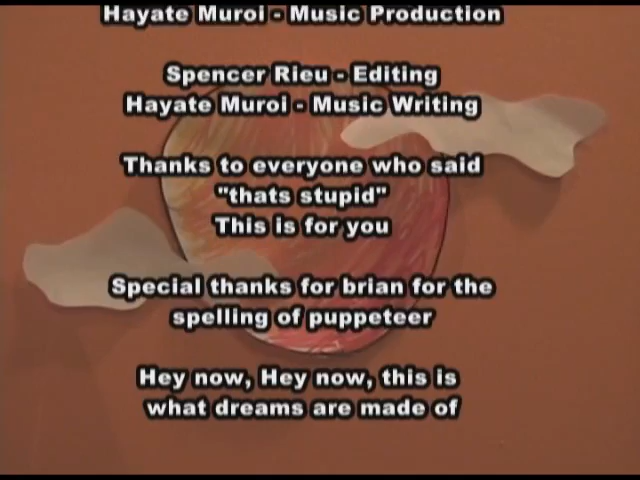 Hayate Muroi - Music Production
Spencer Rieu - Editing
Hayate Muroi - Music Writing
Thanks to everyone who said
"thats stupid"
This is for you
Special thanks for brian for the
spelling of puppeteer
Hey now, Hey now, this is
what dreams are made of